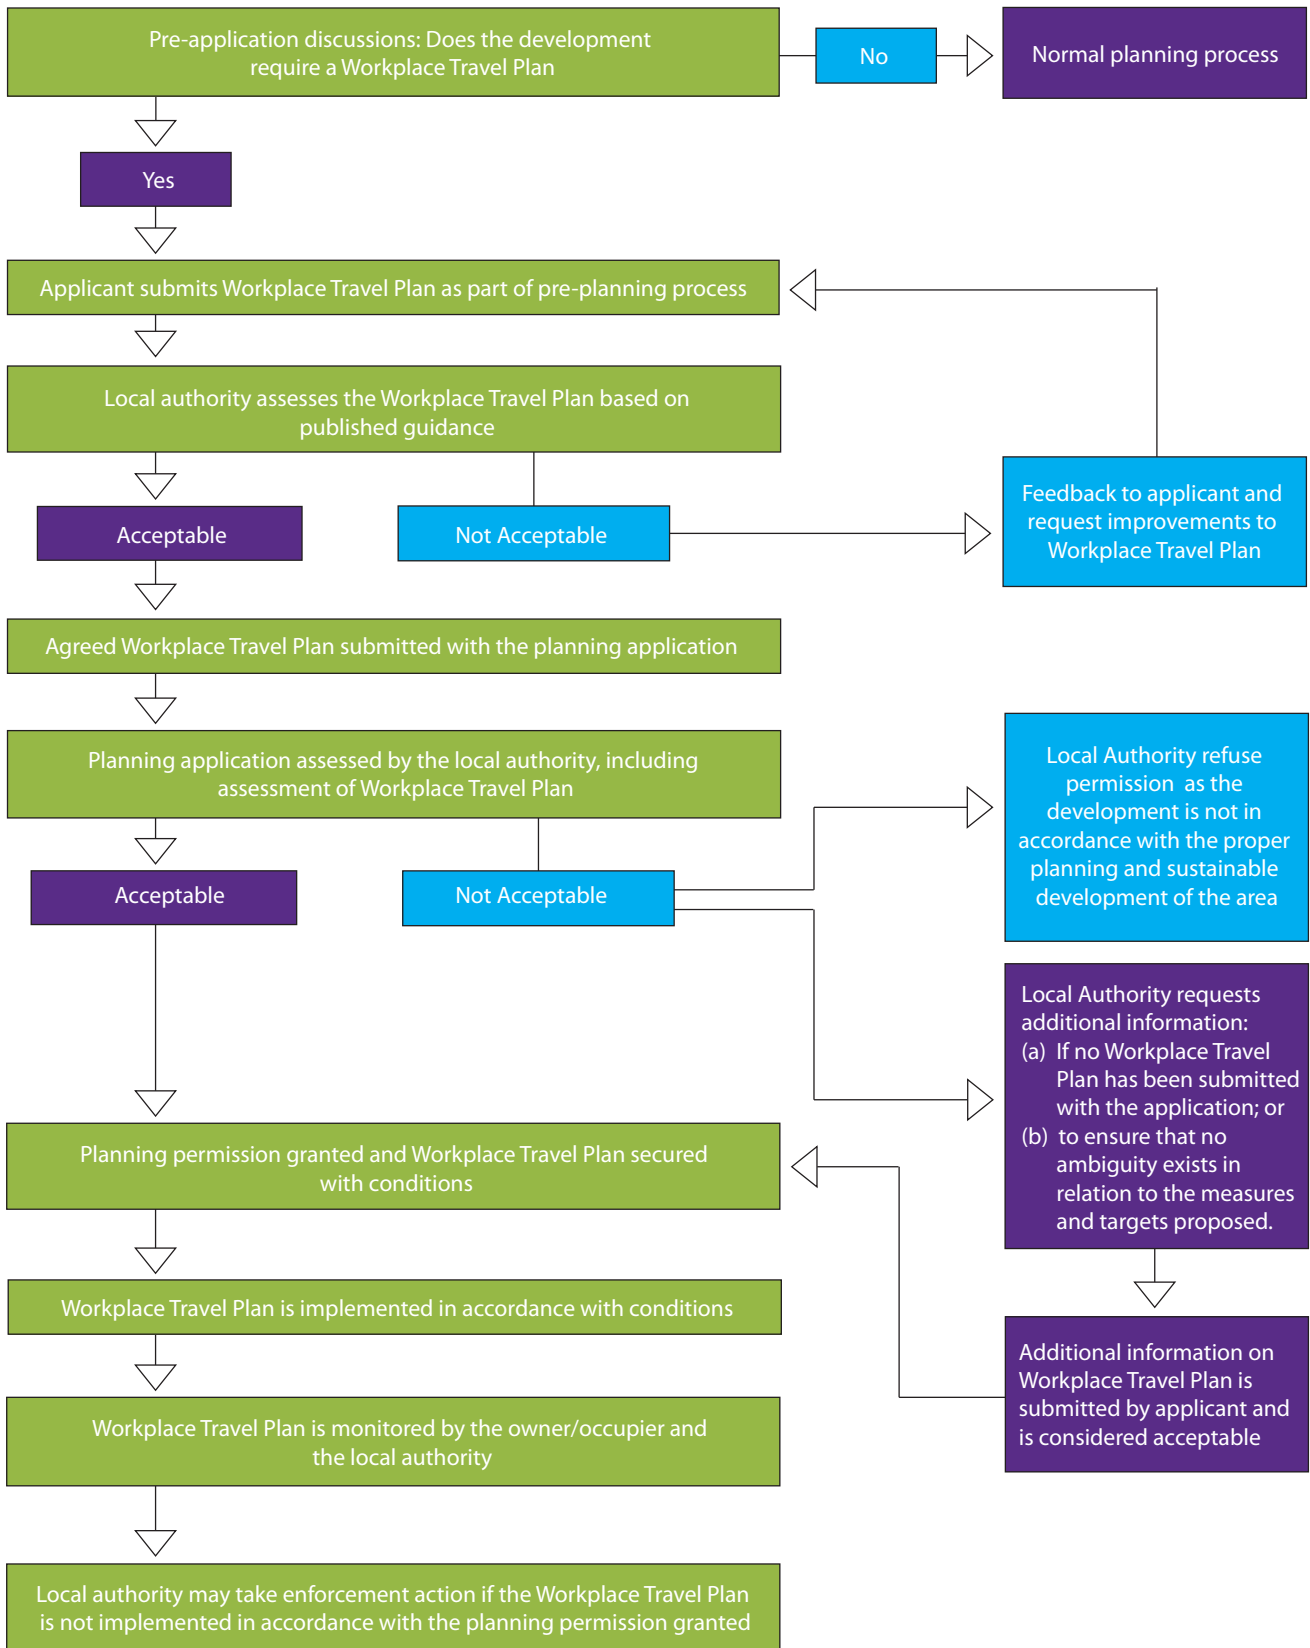 Pre-application discussions: Does the development
require a Workplace Travel Plan
No
Normal planning process
Yes
Applicant submits Workplace Travel Plan as part of pre-planning process
Local authority assesses the Workplace Travel Plan based on
published guidance
Acceptable
Not Acceptable
Feedback to applicant and
request improvements to
Workplace Travel Plan
Agreed Workplace Travel Plan submitted with the planning application
Planning application assessed by the local authority, including
assessment of Workplace Travel Plan
Acceptable
Not Acceptable
Local Authority refuse
permission as the
development is not in
accordance with the proper
planning and sustainable
development of the area
Local Authority requests
additional information:
(a) If no Workplace Travel
Plan has been submitted
with the application; or
(b) to ensure that no
ambiguity exists in
relation to the measures
and targets proposed.
Additional information on
Workplace Travel Plan is
submitted by applicant and
is considered acceptable
Planning permission granted and Workplace Travel Plan secured
with conditions
Workplace Travel Plan is implemented in accordance with conditions
Workplace Travel Plan is monitored by the owner/occupier and
the local authority
Local authority may take enforcement action if the Workplace Travel Plan
is not implemented in accordance with the planning permission granted